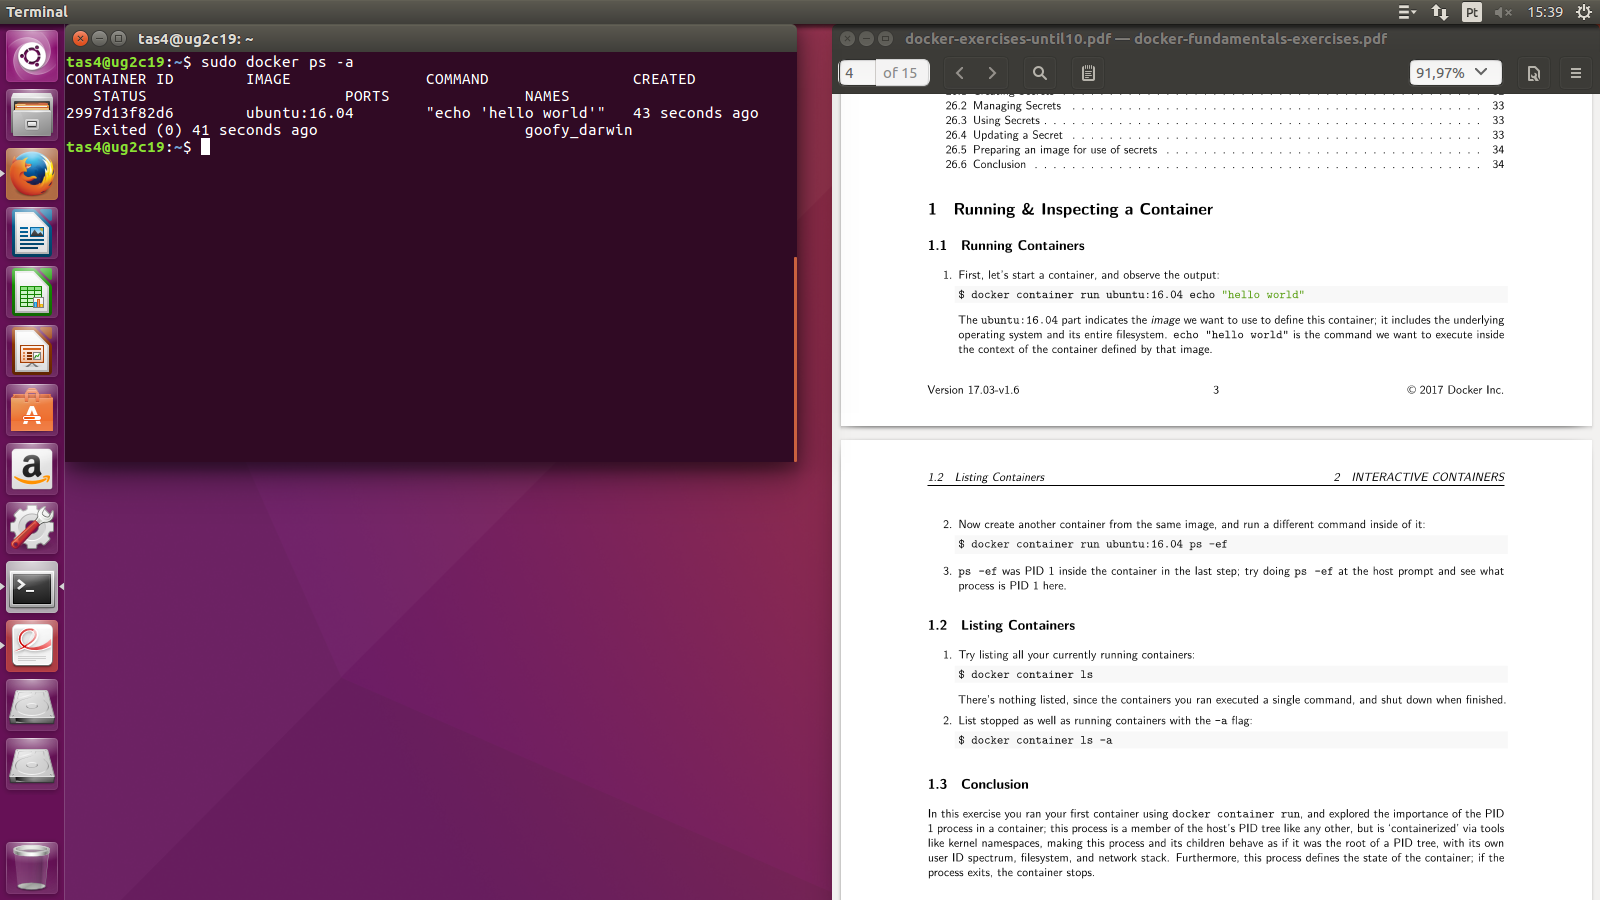 Terminal
Pt
15:39
tas4@ug2c19: ~
tas4@ug2c19:~$ sudo docker ps -a
CONTAINER ID IMAGE COMMAND CREATED
STATUS PORTS NAMES
2997d13f82d6 ubuntu:16.04 "echo 'hello world'" 43 seconds ago
Exited (0) 41 seconds ago goofy_darwin
tas4@ug2c19:~$
docker-exercises-until10.pdf — docker-fundamentals-exercises.pdf
4 of 15
91,97%
26.2 Managing Secrets . . . 33
26.3 Using Secrets . . . 33
26.4 Updating a Secret . . . 33
26.5 Preparing an image for use of secrets . . . 34
26.6 Conclusion . . . 34
1 Running & Inspecting a Container
1.1 Running Containers
1. First, let's start a container, and observe the output:
$ docker container run ubuntu:16.04 echo "hello world"
The ubuntu:16.04 part indicates the image we want to use to define this container; it includes the underlying
operating system and its entire filesystem. echo "hello world" is the command we want to execute inside
the context of the container defined by that image.
Version 17.03-v1.6 3 © 2017 Docker Inc.
1.2 Listing Containers 2 INTERACTIVE CONTAINERS
2. Now create another container from the same image, and run a different command inside of it:
$ docker container run ubuntu:16.04 ps -ef
3. ps -ef was PID 1 inside the container in the last step; try doing ps -ef at the host prompt and see what
process is PID 1 here.
1.2 Listing Containers
1. Try listing all your currently running containers:
$ docker container ls
There's nothing listed, since the containers you ran executed a single command, and shut down when finished.
2. List stopped as well as running containers with the -a flag:
$ docker container ls -a
1.3 Conclusion
In this exercise you ran your first container using docker container run, and explored the importance of the PID
1 process in a container; this process is a member of the host's PID tree like any other, but is 'containerized' via tools
like kernel namespaces, making this process and its children behave as if it was the root of a PID tree, with its own
user ID spectrum, filesystem, and network stack. Furthermore, this process defines the state of the container; if the
process exits, the container stops.